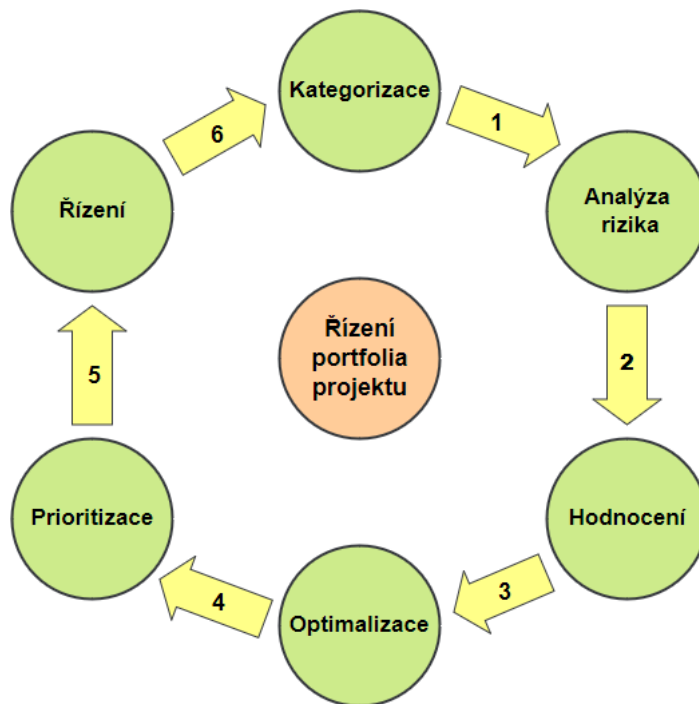 Kategorizace
1
Analýza
rizika
2
Hodnocení
3
Optimalizace
4
Prioritizace
5
Řízení
6
Řízení
portfolia
projektu